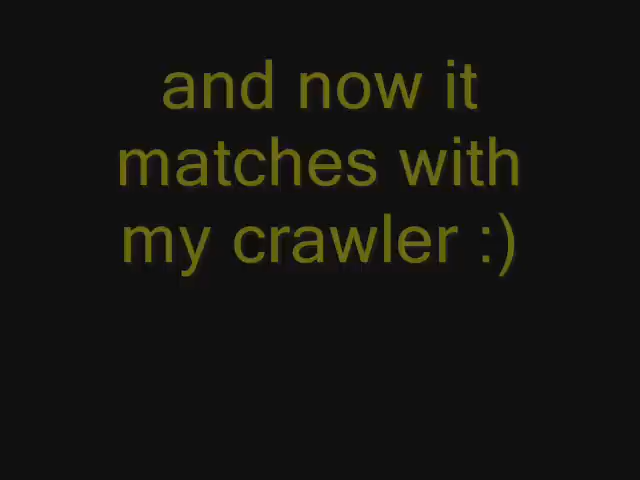 and now it
matches with
my crawler :)